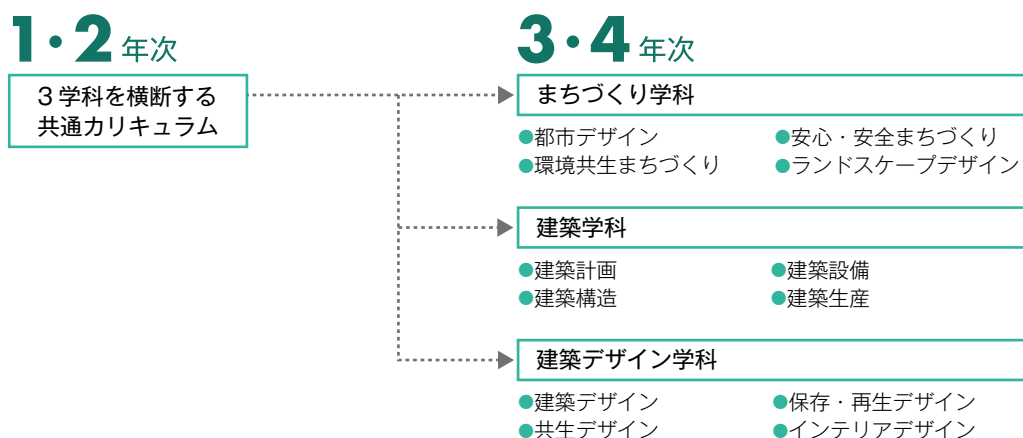 1・2 年次
3学科を横断する
共通カリキュラム
3・4 年次
まちづくり学科
●都市デザイン ●安心・安全まちづくり
●環境共生まちづくり ●ランドスケープデザイン
建築学科
●建築計画 ●建築設備
●建築構造 ●建築生産
建築デザイン学科
●建築デザイン ●保存・再生デザイン
●共生デザイン ●インテリアデザイン